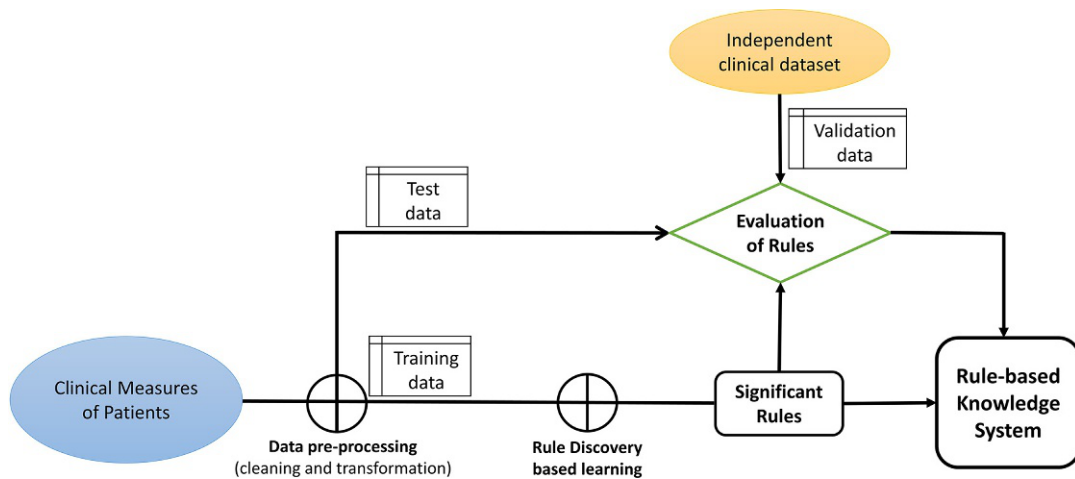 Independent
clinical dataset
Validation
data
Test
data
Evaluation
of Rules
Training
data
Clinical Measures
of Patients
Significant
Rules
Rule-based
Knowledge
System
Data pre-processing
(cleaning and transformation)
Rule Discovery
based learning